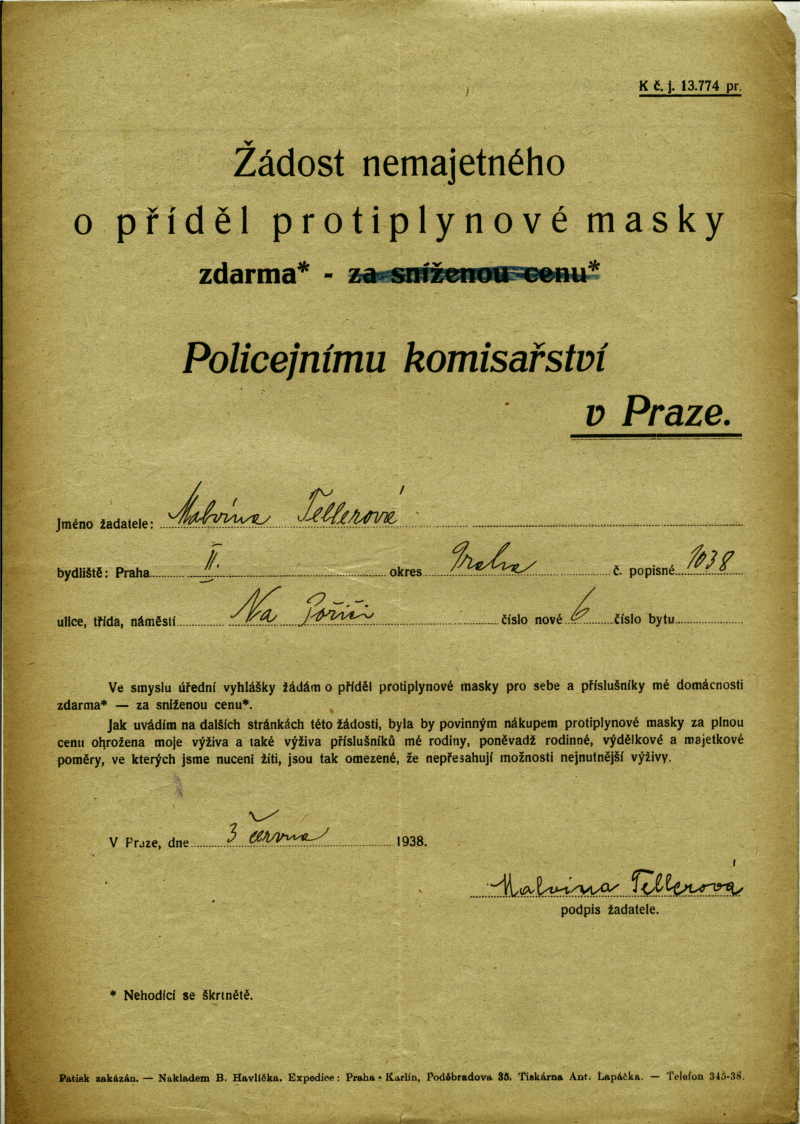 K č. j. 13.774 pr.
Žádost nemajetného
o příděl protiplynové masky
zdarma* - za sníženou cenu*
Policejnímu komisařství
v Praze.
Jméno žadatele: Malvina Tellerová
bydliště: Praha II. okres Praha č. popisné 1038
ulice, třída, náměstí Na Poříčí číslo nové 6 číslo bytu
Ve smyslu úřední vyhlášky žádám o příděl protiplynové masky pro sebe a příslušníky mé domácnosti
zdarma* — za sníženou cenu*.
Jak uvádím na dalších stránkách této žádosti, byla by povinným nákupem protiplynové masky za plnou
cenu ohrožena moje výživa a také výživa příslušníků mé rodiny, poněvadž rodinné, výdělkové a majetkové
poměry, ve kterých jsme nuceni žíti, jsou tak omezené, že nepřesahují možnosti nejnutnější výživy.
V Praze, dne 3 června 1938.
Malvina Tellerová
podpis žadatele.
* Nehodící se škrtnětě.
Patisk zakázán. — Nakladem B. Havlíčka. Expedice: Praha - Karlín, Poděbradova 35. Tiskárna Ant. Lapáčka. — Telefon 345-38.